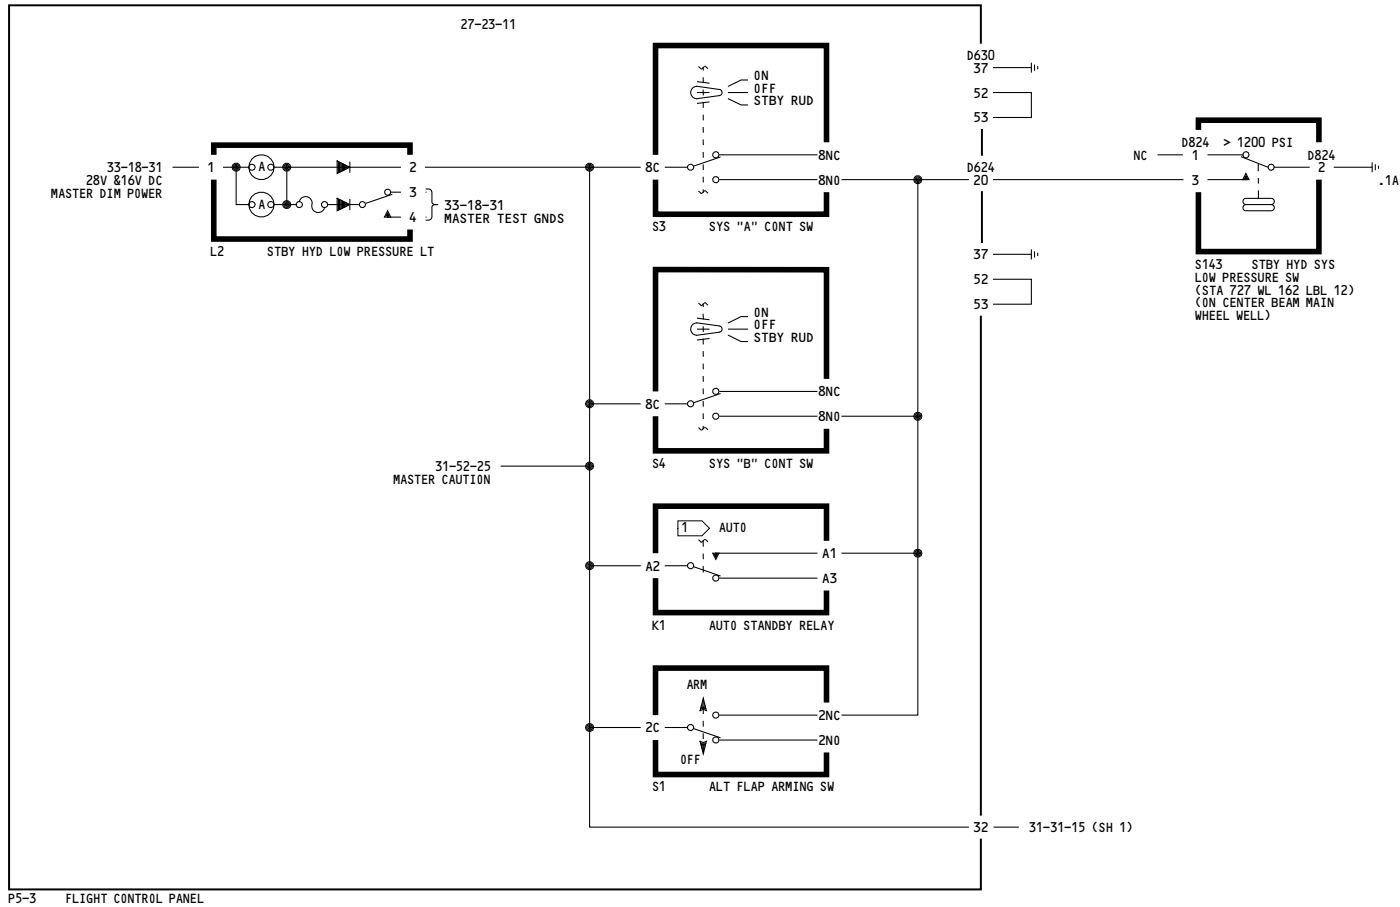 27-23-11
ON
OFF
STBY RUD
8C
8NC
8NO
S3 SYS "A" CONT SW
33-18-31
28V &16V DC
MASTER DIM POWER
1
A
2
A
3
4
33-18-31
MASTER TEST GNDS
L2 STBY HYD LOW PRESSURE LT
ON
OFF
STBY RUD
8C
8NC
8NO
S4 SYS "B" CONT SW
31-52-25
MASTER CAUTION
1 AUTO
A2
A1
A3
K1 AUTO STANDBY RELAY
ARM
2C
2NC
2NO
OFF
S1 ALT FLAP ARMING SW
D630
37
52
53
D624
20
37
52
53
32 31-31-15 (SH 1)
D824 > 1200 PSI
NC 1
D824
2
3
.1A
S143 STBY HYD SYS
LOW PRESSURE SW
(STA 727 WL 162 LBL 12)
(ON CENTER BEAM MAIN
WHEEL WELL)
P5-3 FLIGHT CONTROL PANEL